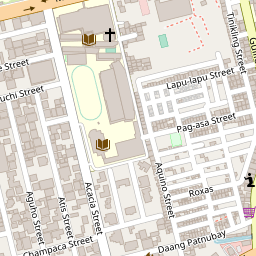 Tinikling Street
Lapu-lapu Street
Street
uchi Street
Pag-asa Street
Aguho Street
Atis Street
Acacia Street
Aquino Street
Roxas
Champaca Street
Daang Patnubay